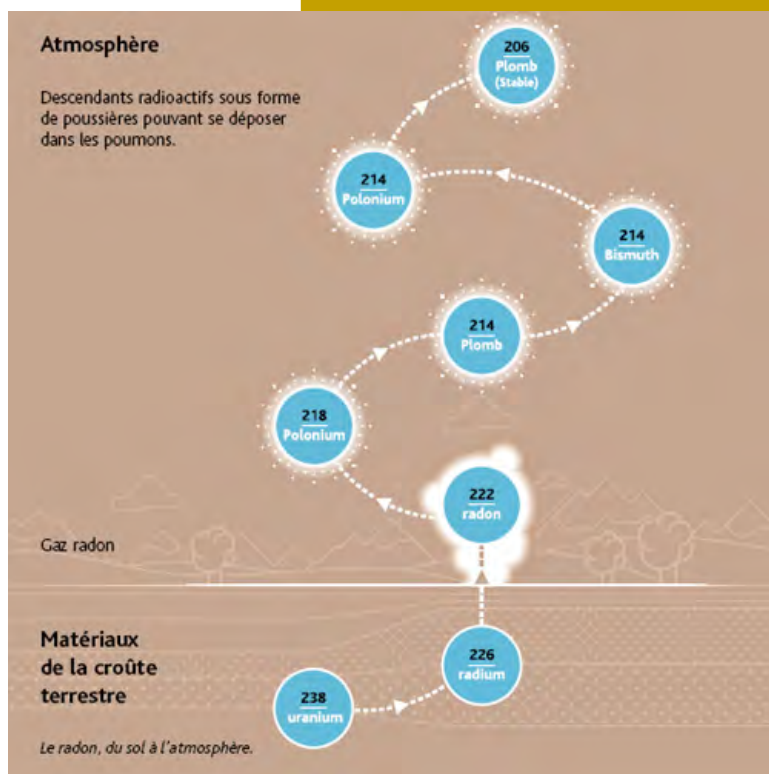 Atmosphère
Descendants radioactifs sous forme
de poussières pouvant se déposer
dans les poumons.
206
Plomb
(Stable)
214
Polonium
214
Bismuth
214
Plomb
218
Polonium
222
radon
Gaz radon
Matériaux
de la croûte
terrestre
226
radium
238
uranium
Le radon, du sol à l'atmosphère.